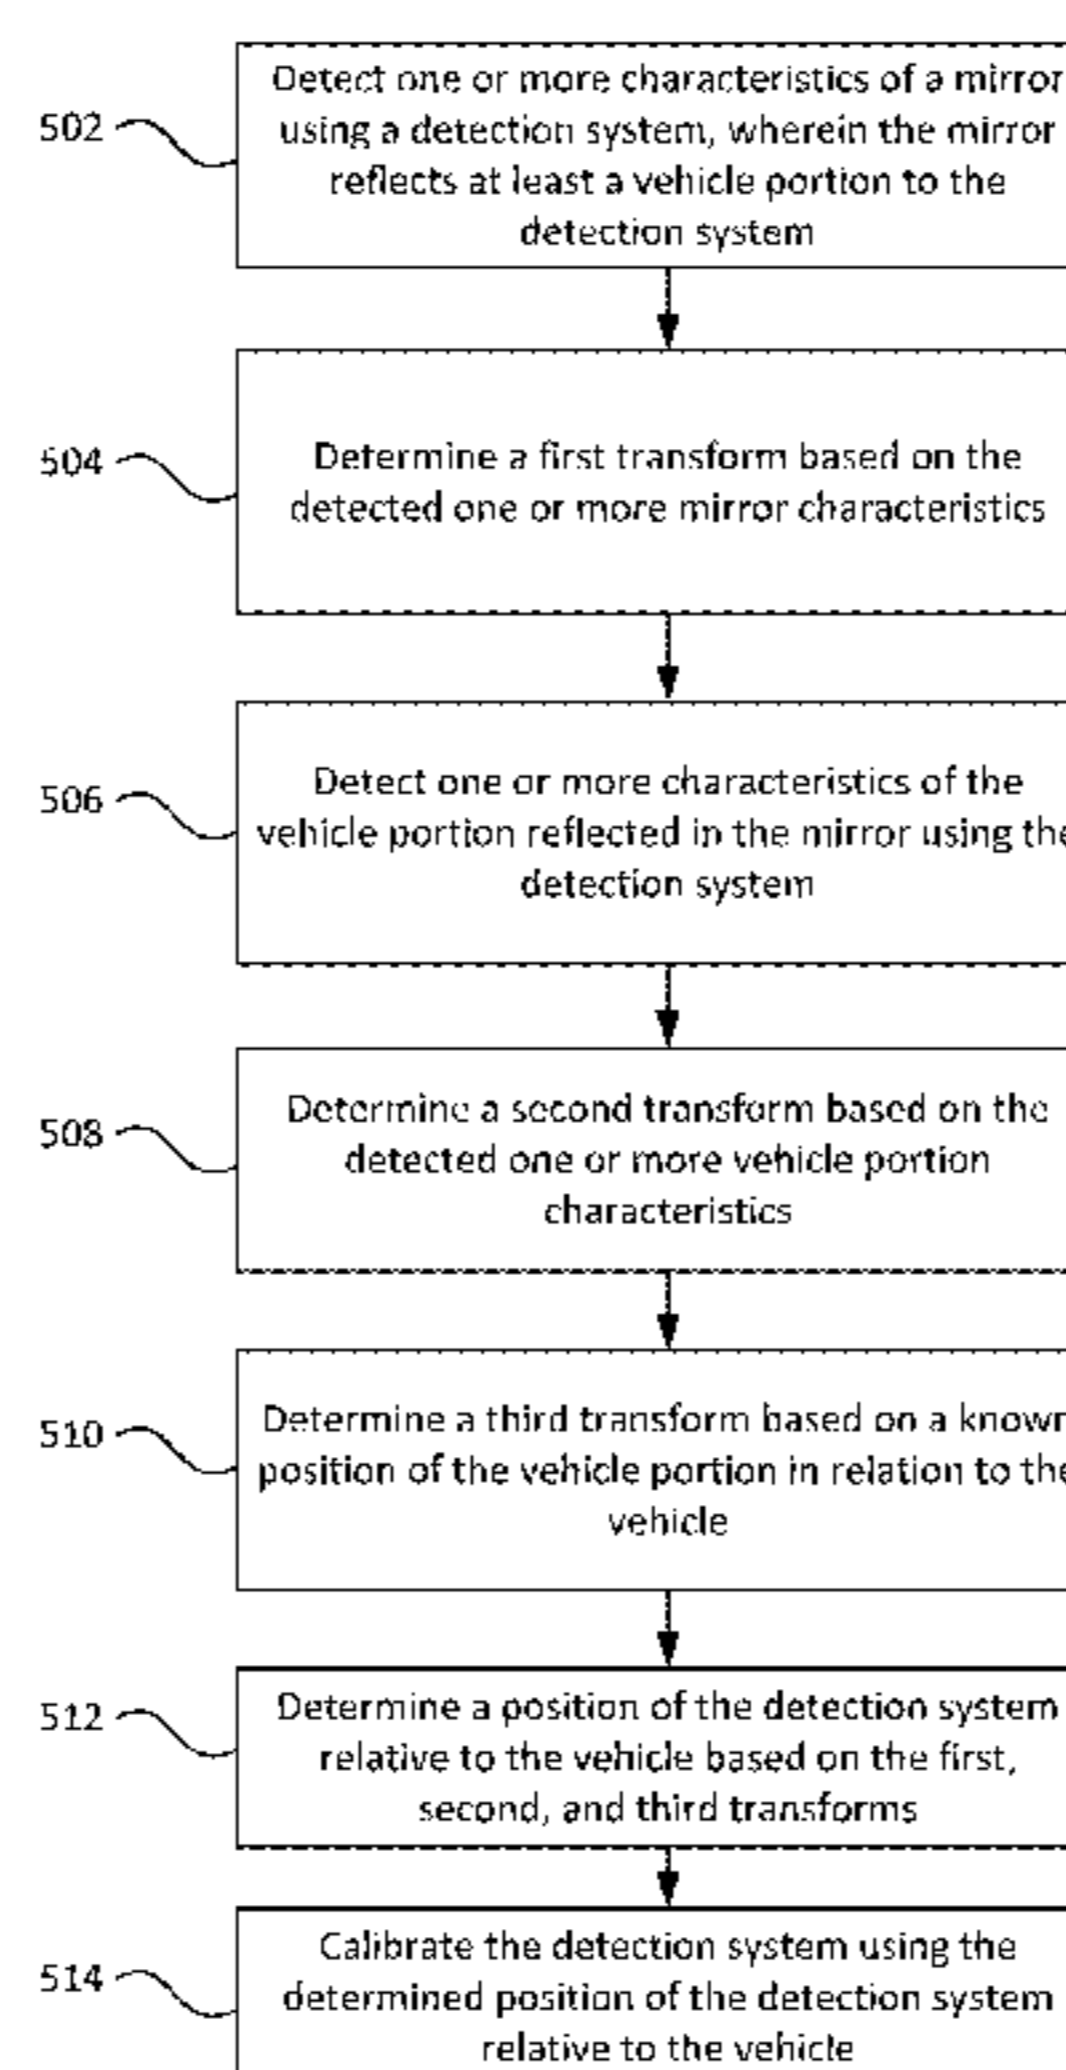 502
Detect one or more characteristics of a mirror
using a detection system, wherein the mirror
reflects at least a vehicle portion to the
detection system
504
Determine a first transform based on the
detected one or more mirror characteristics
506
Detect one or more characteristics of the
vehicle portion reflected in the mirror using the
detection system
508
Determine a second transform based on the
detected one or more vehicle portion
characteristics
510
Determine a third transform based on a known
position of the vehicle portion in relation to the
vehicle
512
Determine a position of the detection system
relative to the vehicle based on the first,
second, and third transforms
514
Calibrate the detection system using the
determined position of the detection system
relative to the vehicle